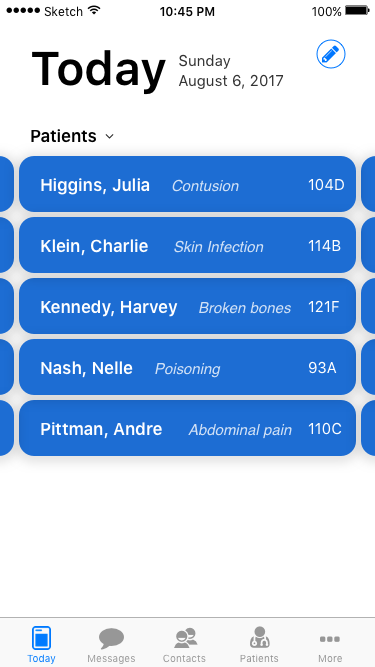 Sketch 10:45 PM 100%
Today
Sunday
August 6, 2017
Patients
Higgins, Julia Contusion 104D
Klein, Charlie Skin Infection 114B
Kennedy, Harvey Broken bones 121F
Nash, Nelle Poisoning 93A
Pittman, Andre Abdominal pain 110C
Today Messages Contacts Patients More